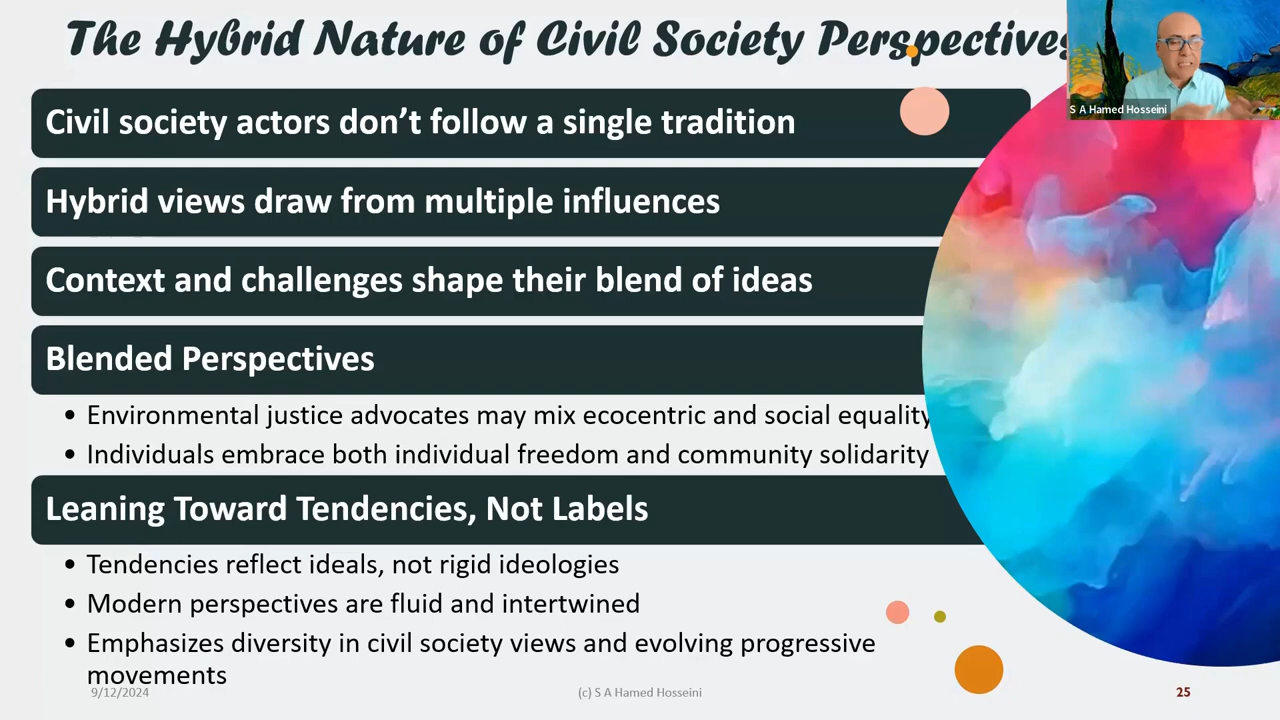 The Hybrid Nature of Civil Society Perspectives
S A Hamed Hosseini
Civil society actors don’t follow a single tradition
Hybrid views draw from multiple influences
Context and challenges shape their blend of ideas
Blended Perspectives
• Environmental justice advocates may mix ecocentric and social equality
• Individuals embrace both individual freedom and community solidarity
Leaning Toward Tendencies, Not Labels
• Tendencies reflect ideals, not rigid ideologies
• Modern perspectives are fluid and intertwined
• Emphasizes diversity in civil society views and evolving progressive
movements
9/12/2024
(c) S A Hamed Hosseini
25